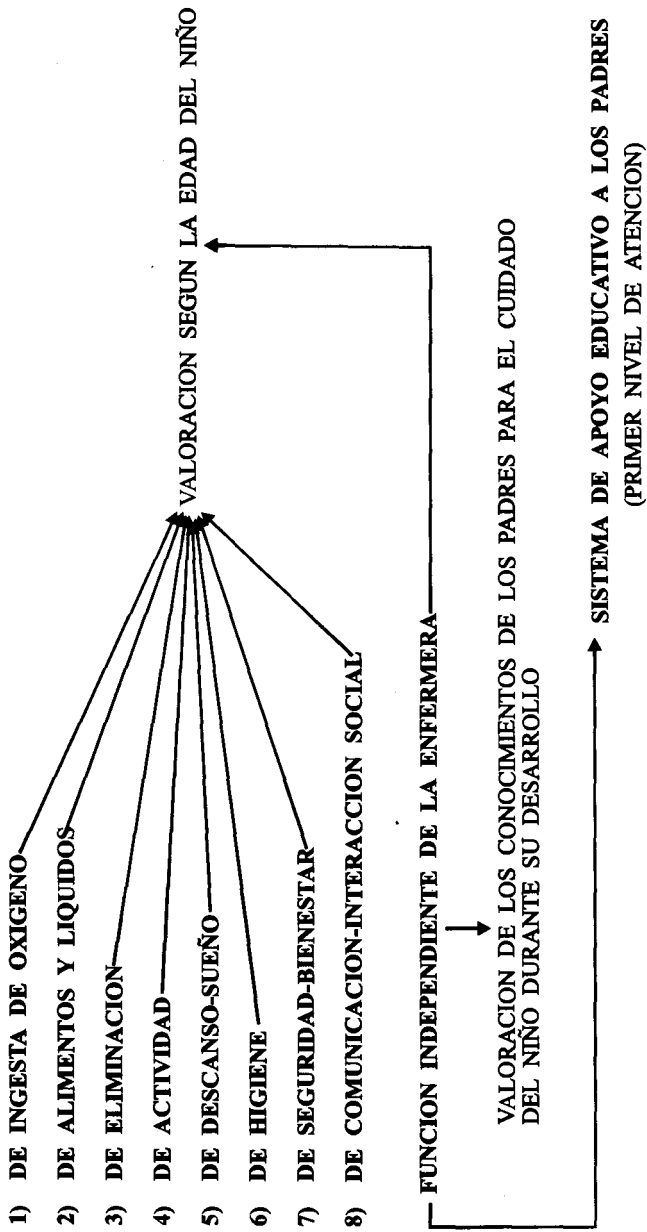 1) DE INGESTA DE OXIGENO
2) DE ALIMENTOS Y LIQUIDOS
3) DE ELIMINACION
4) DE ACTIVIDAD
5) DE DESCANSO-SUEÑO
6) DE HIGIENE
7) DE SEGURIDAD-BIENESTAR
8) DE COMUNICACION-INTERACCION SOCIAL
VALORACION SEGUN LA EDAD DEL NIÑO
FUNCION INDEPENDIENTE DE LA ENFERMERA
VALORACION DE LOS CONOCIMIENTOS DE LOS PADRES PARA EL CUIDADO
DEL NIÑO DURANTE SU DESARROLLO
SISTEMA DE APOYO EDUCATIVO A LOS PADRES
(PRIMER NIVEL DE ATENCION)